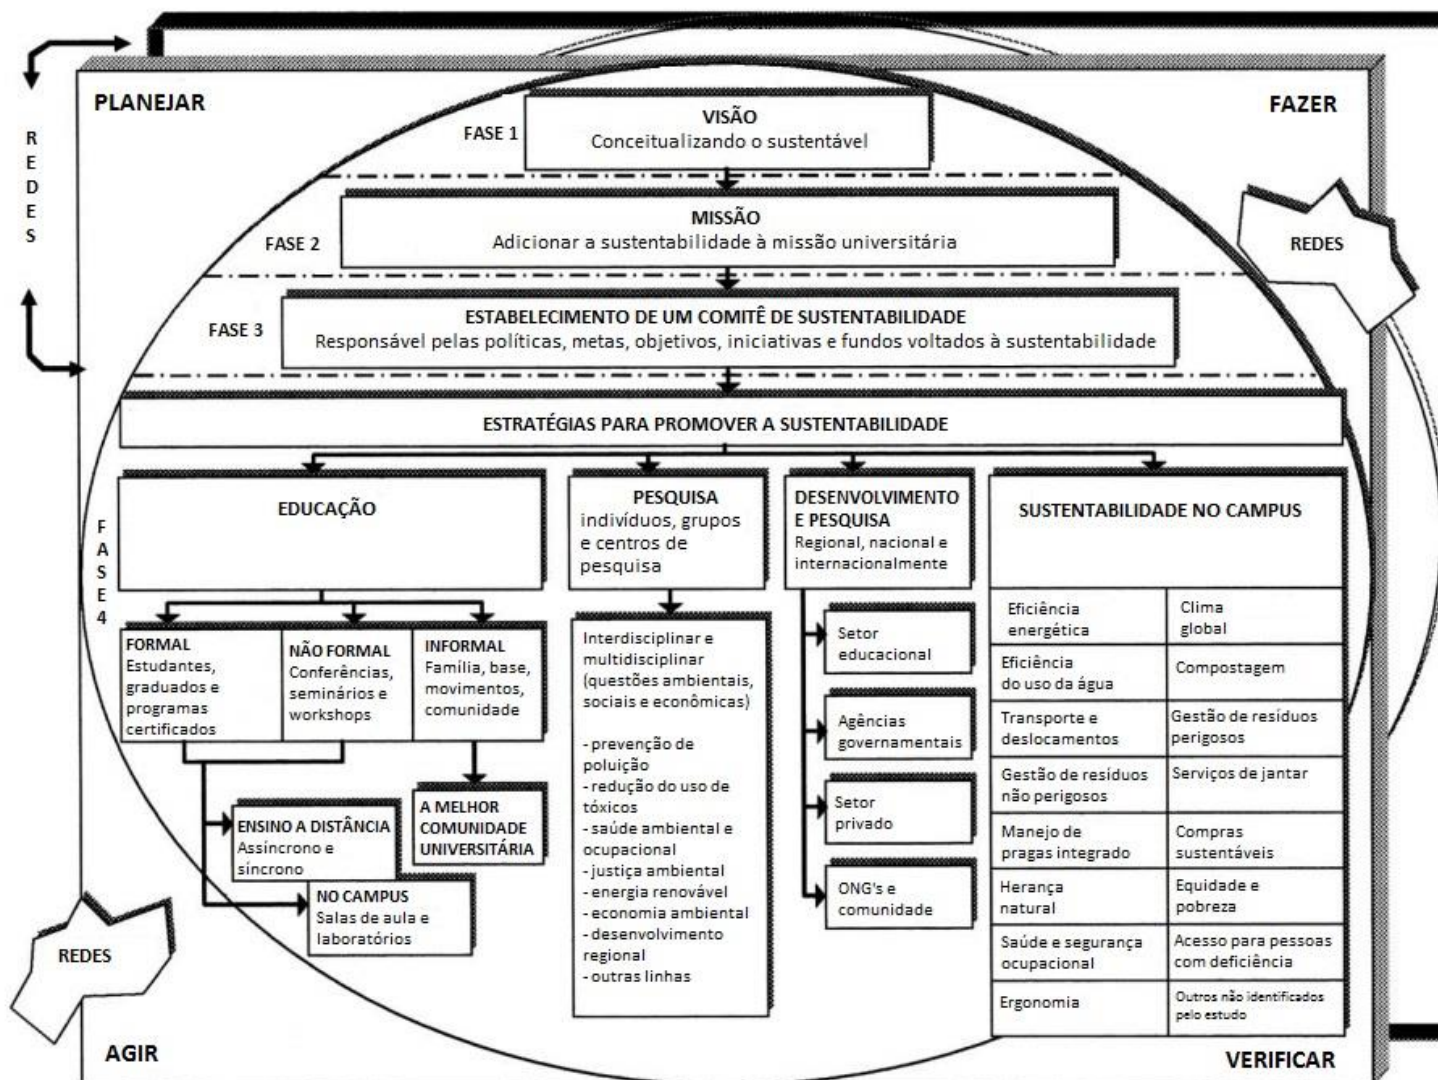 PLANEJAR
FAZER
REDES
FASE 1
VISÃO
Conceitualizando o sustentável
FASE 2
MISSÃO
Adicionar a sustentabilidade à missão universitária
REDES
FASE 3
ESTABELECIMENTO DE UM COMITÊ DE SUSTENTABILIDADE
Responsável pelas políticas, metas, objetivos, iniciativas e fundos voltados à sustentabilidade
ESTRATÉGIAS PARA PROMOVER A SUSTENTABILIDADE
FASE 4
EDUCAÇÃO
FORMAL
Estudantes,
graduados e
programas
certificados
NÃO FORMAL
Conferências,
seminários e
workshops
INFORMAL
Família, base,
movimentos,
comunidade
ENSINO A DISTÂNCIA
Assíncrono e
síncrono
NO CAMPUS
Salas de aula e
laboratórios
A MELHOR
COMUNIDADE
UNIVERSITÁRIA
PESQUISA
indivíduos, grupos
e centros de
pesquisa
Interdisciplinar e
multidisciplinar
(questões ambientais,
sociais e econômicas)
- prevenção de
poluição
- redução do uso de
tóxicos
- saúde ambiental e
ocupacional
- justiça ambiental
- energia renovável
- economia ambiental
- desenvolvimento
regional
- outras linhas
DESENVOLVIMENTO
E PESQUISA
Regional, nacional e
internacionalmente
Setor
educacional
Agências
governamentais
Setor
privado
ONG's e
comunidade
SUSTENTABILIDADE NO CAMPUS
Eficiência
energética
Clima
global
Eficiência
do uso da água
Compostagem
Transporte e
deslocamentos
Gestão de resíduos
perigosos
Gestão de resíduos
não perigosos
Serviços de jantar
Manejo de
pragas integrado
Compras
sustentáveis
Herança
natural
Equidade e
pobreza
Saúde e segurança
ocupacional
Acesso para pessoas
com deficiência
Ergonomia
Outros não identificados
pelo estudo
REDES
AGIR
VERIFICAR